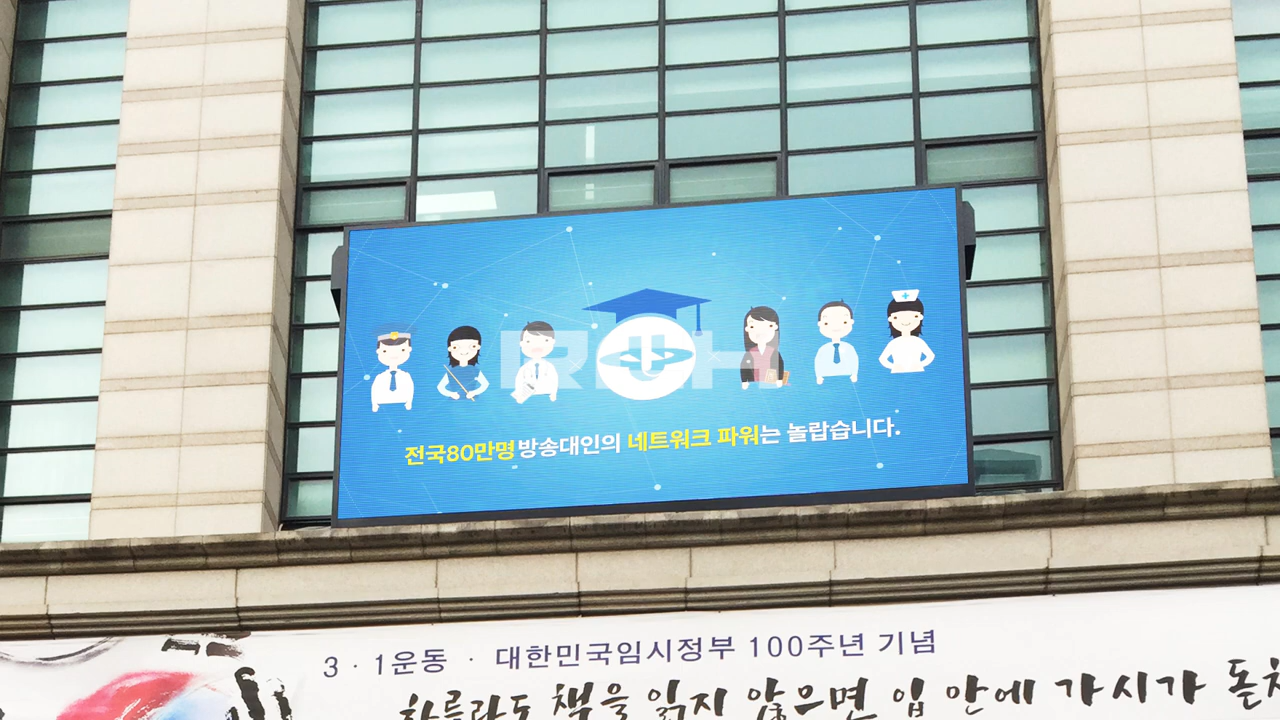 전국80만명 방송대인의 네트워크 파워는 놀랍습니다.
3·1운동 · 대한민국임시정부 100주년 기념
하루라도 책을 읽지 않으면 입 안에 가시가